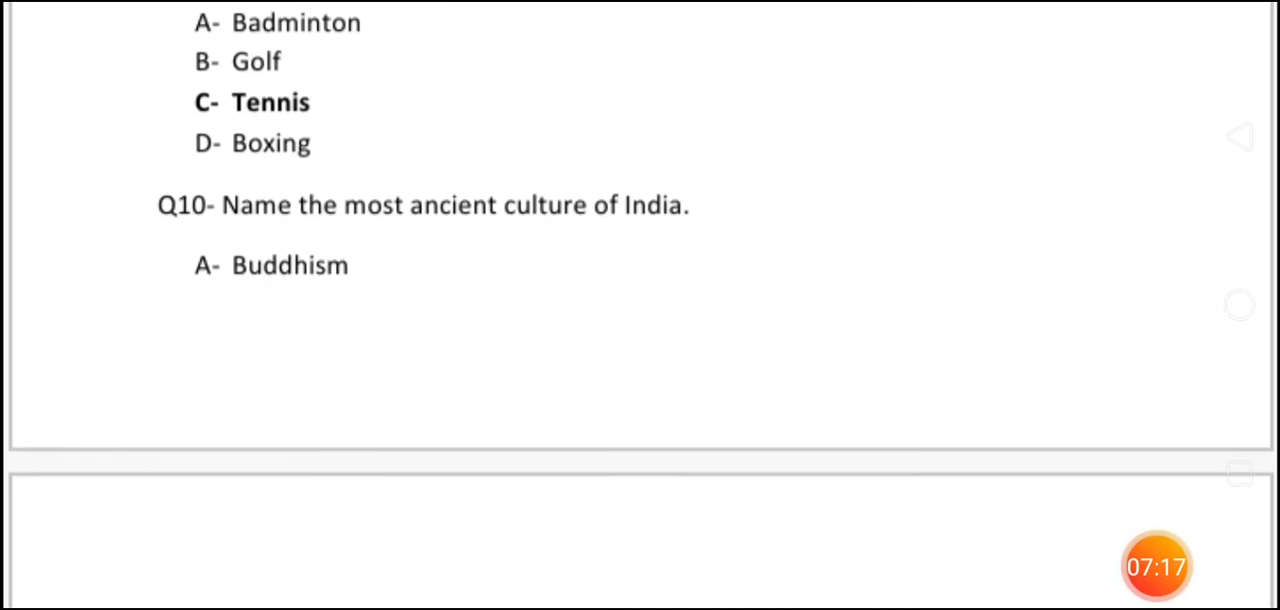 A- Badminton
B- Golf
C- Tennis
D- Boxing
Q10- Name the most ancient culture of India.
A- Buddhism
07:17